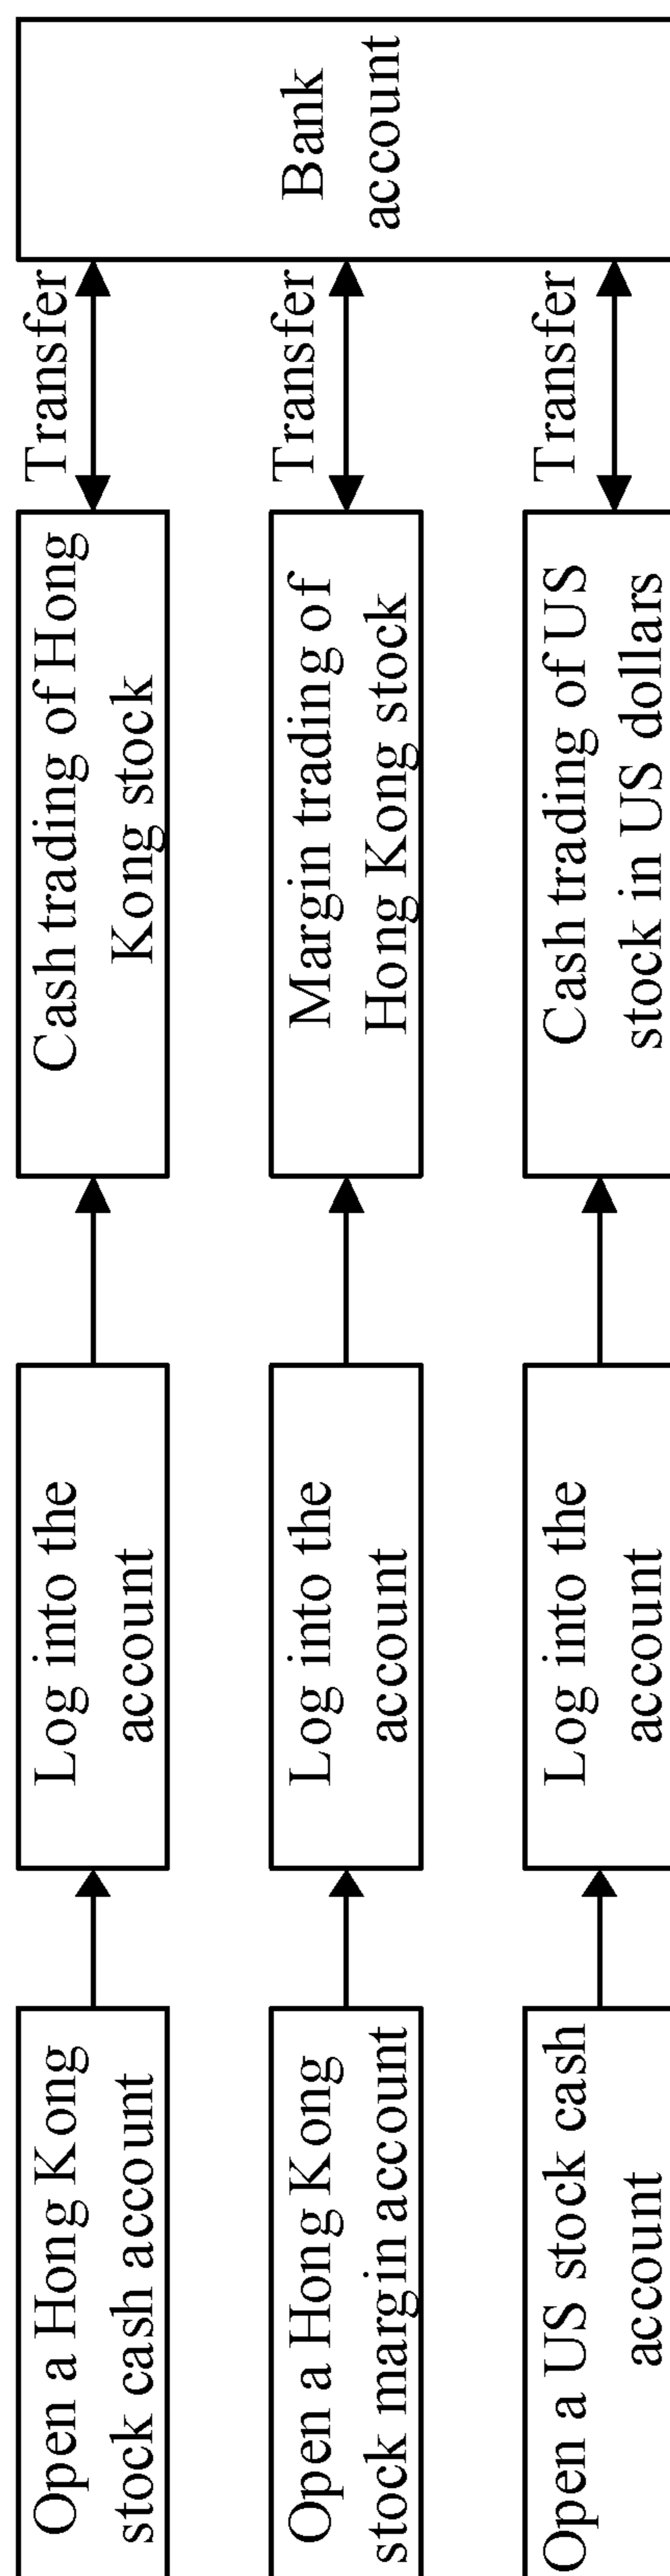 Open a Hong Kong
stock cash account
Log into the
account
Cash trading of Hong
Kong stock
Transfer
Open a Hong Kong
stock margin account
Log into the
account
Margin trading of
Hong Kong stock
Transfer
Open a US stock cash
account
Log into the
account
Cash trading of US
stock in US dollars
Transfer
Bank
account